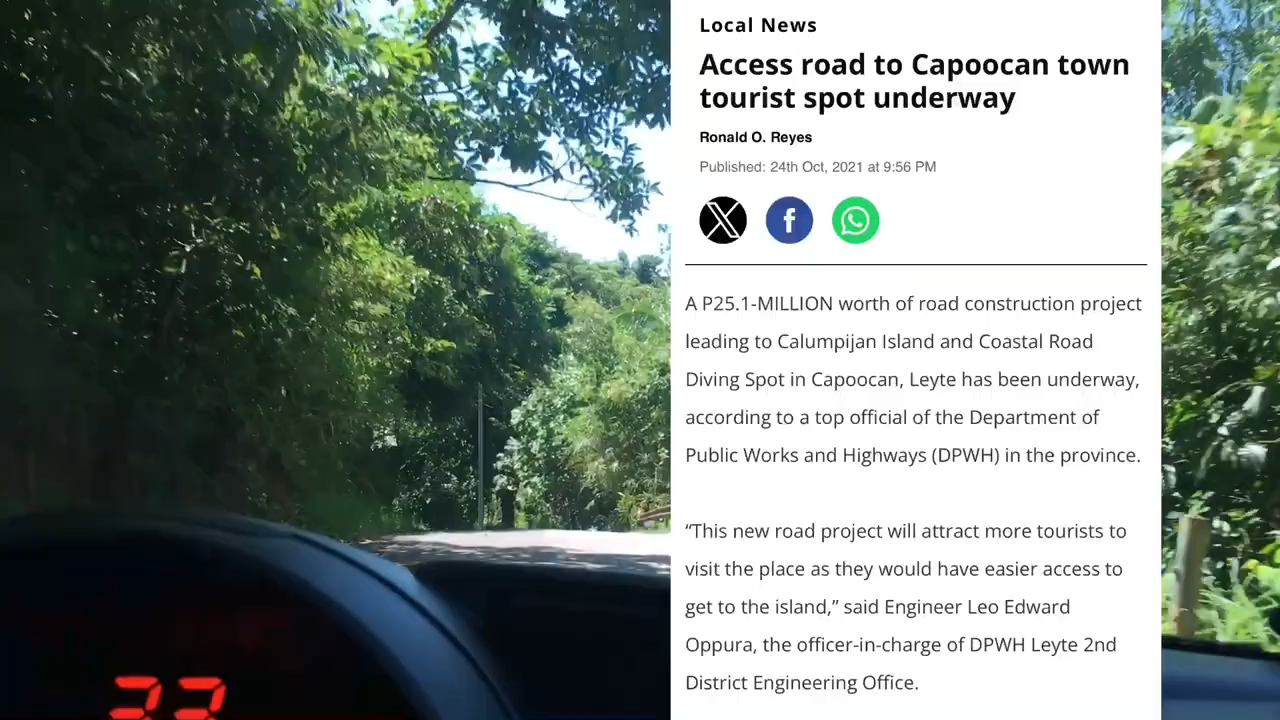 Local News
Access road to Capoocan town
tourist spot underway
Ronald O. Reyes
Published: 24th Oct, 2021 at 9:56 PM
A P25.1-MILLION worth of road construction project
leading to Calumpijan Island and Coastal Road
Diving Spot in Capoocan, Leyte has been underway,
according to a top official of the Department of
Public Works and Highways (DPWH) in the province.
“This new road project will attract more tourists to
visit the place as they would have easier access to
get to the island,” said Engineer Leo Edward
Oppura, the officer-in-charge of DPWH Leyte 2nd
District Engineering Office.